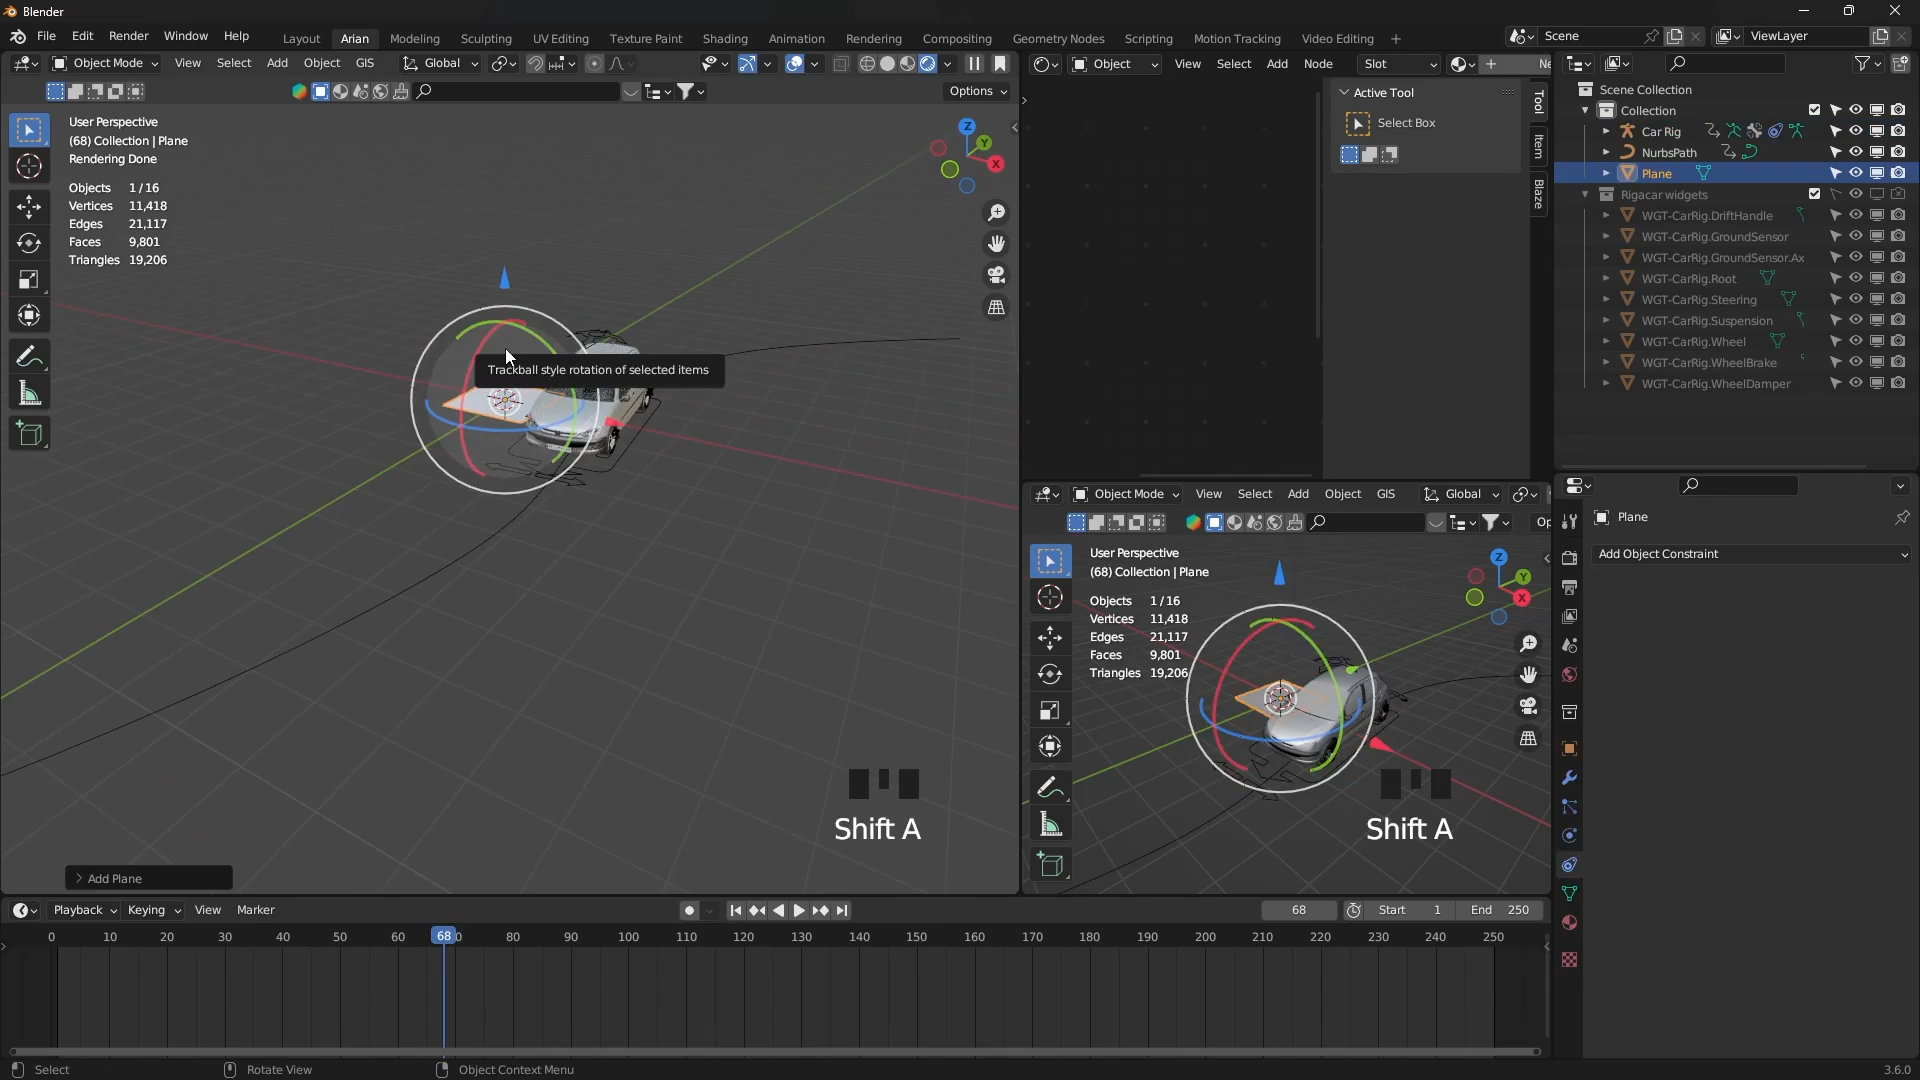 Blender
File Edit Render Window Help
Layout Arian Modeling Sculpting UV Editing Texture Paint Shading Animation Rendering Compositing Geometry Nodes Scripting Motion Tracking Video Editing
Scene
ViewLayer
Object Mode View Select Add Object GIS Global
Options
User Perspective
(68) Collection | Plane
Rendering Done
Objects 1/16
Vertices 11,418
Edges 21,117
Faces 9,801
Triangles 19,206
Z
Y
X
Trackball style rotation of selected items
Shift A
Add Plane
Object View Select Add Node Slot Ne
Active Tool
Select Box
Tool
Item
Blaze
Object Mode View Select Add Object GIS Global
Op
User Perspective
(68) Collection | Plane
Objects 1/16
Vertices 11,418
Edges 21,117
Faces 9,801
Triangles 19,206
Z
Y
X
Shift A
Scene Collection
Collection
Car Rig
NurbsPath
Plane
Rigacar widgets
WGT-CarRig.DriftHandle
WGT-CarRig.GroundSensor
WGT-CarRig.GroundSensor.Ax
WGT-CarRig.Root
WGT-CarRig.Steering
WGT-CarRig.Suspension
WGT-CarRig.Wheel
WGT-CarRig.WheelBrake
WGT-CarRig.WheelDamper
Plane
Add Object Constraint
Playback Keying View Marker
68 Start 1 End 250
0 10 20 30 40 50 60 68 0 80 90 100 110 120 130 140 150 160 170 180 190 200 210 220 230 240 250
Select Rotate View Object Context Menu 3.6.0